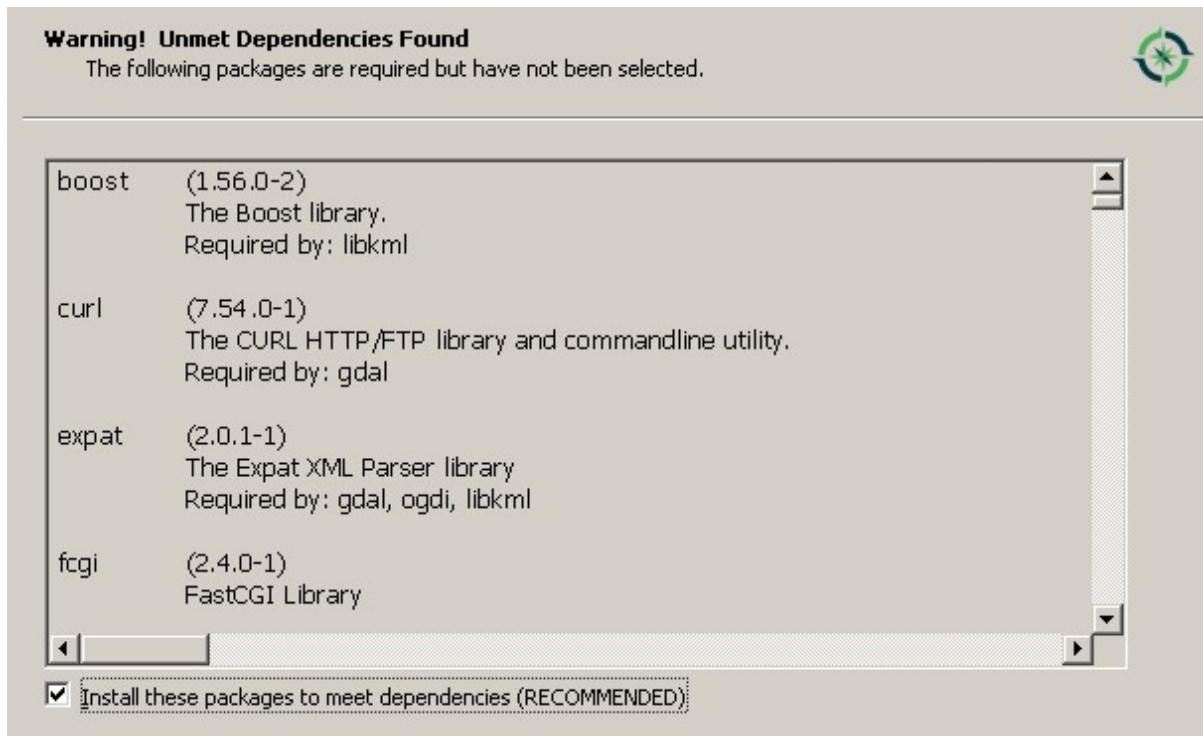 Warning! Unmet Dependencies Found
The following packages are required but have not been selected.
boost (1.56.0-2)
The Boost library.
Required by: libkml
curl (7.54.0-1)
The CURL HTTP/FTP library and commandline utility.
Required by: gdal
expat (2.0.1-1)
The Expat XML Parser library
Required by: gdal, ogdi, libkml
fcgi (2.4.0-1)
FastCGI Library
Install these packages to meet dependencies (RECOMMENDED)